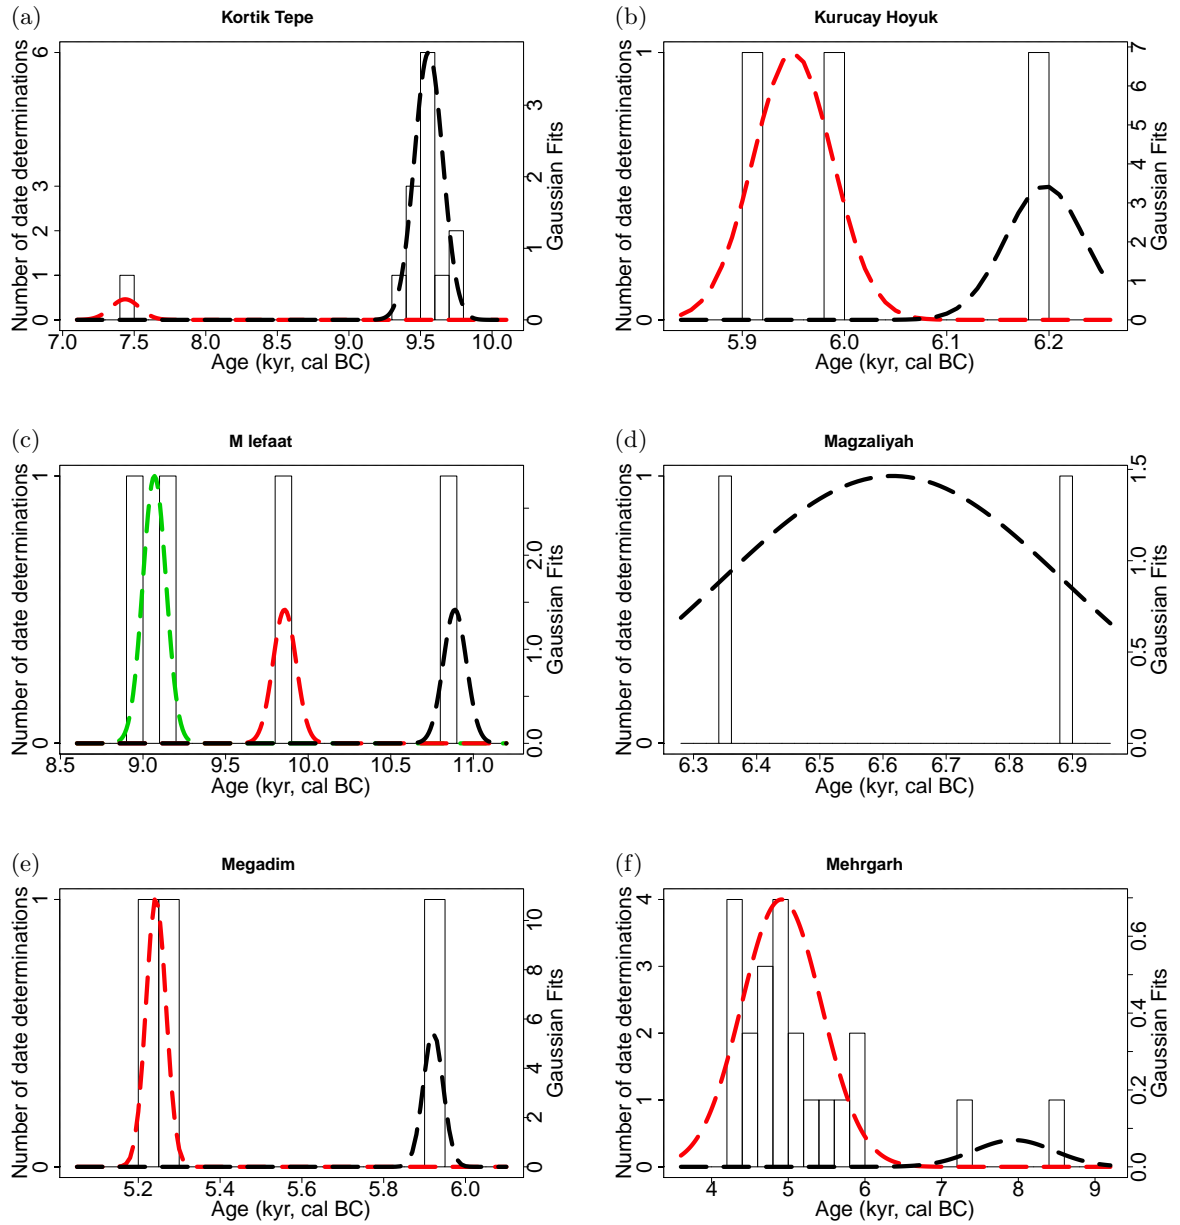 (a)
Kortik Tepe
Number of date determinations
0 1 2 3 6
7.0 7.5 8.0 8.5 9.0 9.5 10.0
Age (kyr, cal BC)
0 1 2 3
Gaussian Fits
(b)
Kurucay Hoyuk
Number of date determinations
0 1
5.9 6.0 6.1 6.2
Age (kyr, cal BC)
0 1 2 3 4 5 6 7
Gaussian Fits
(c)
M lefaat
Number of date determinations
0 1
8.5 9.0 9.5 10.0 10.5 11.0
Age (kyr, cal BC)
0.0 1.0 2.0
Gaussian Fits
(d)
Magzaliyah
Number of date determinations
0 1
6.3 6.4 6.5 6.6 6.7 6.8 6.9
Age (kyr, cal BC)
0.0 0.5 1.0 1.5
Gaussian Fits
(e)
Megadim
Number of date determinations
0 1
5.2 5.4 5.6 5.8 6.0
Age (kyr, cal BC)
0 2 4 6 8 10
Gaussian Fits
(f)
Mehrgarh
Number of date determinations
0 1 2 3 4
4 5 6 7 8 9
Age (kyr, cal BC)
0.0 0.2 0.4 0.6
Gaussian Fits